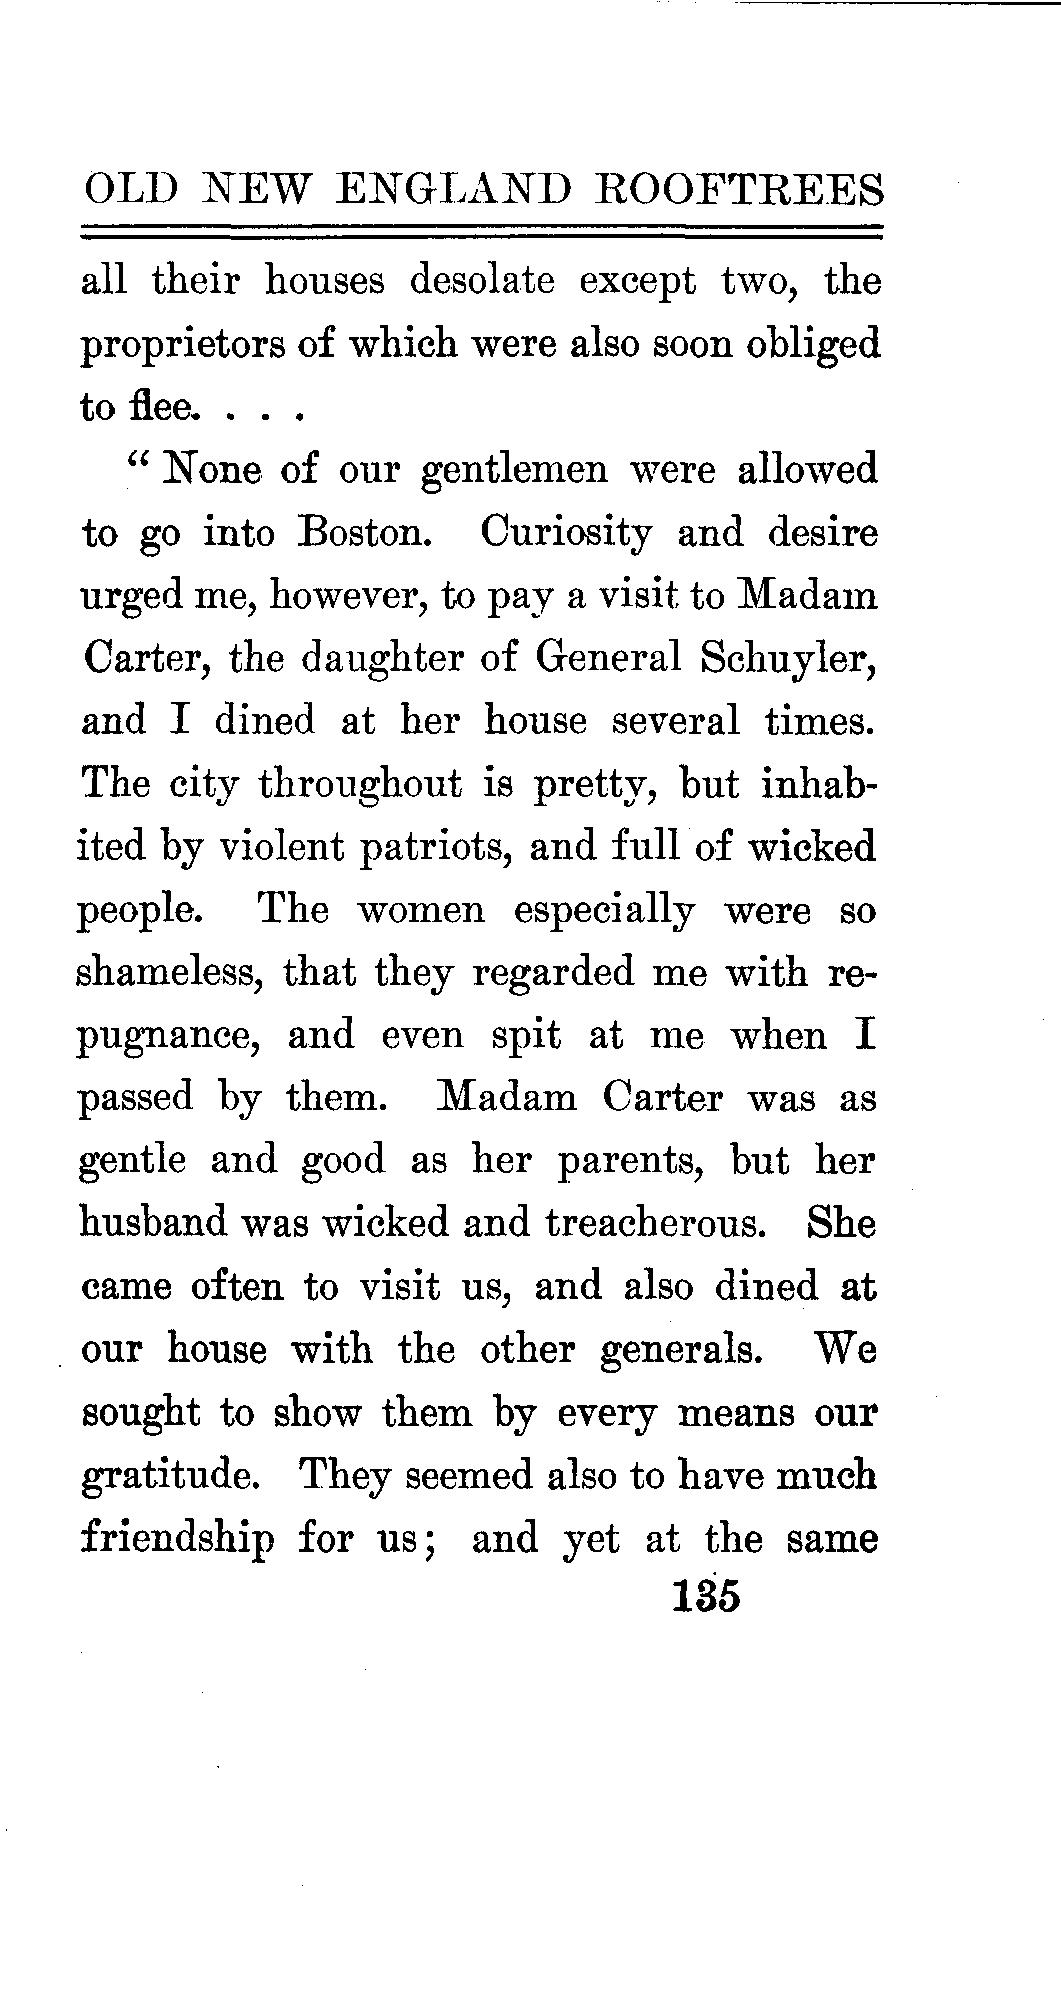 OLD NEW ENGLAND ROOFTREES
all their houses desolate except two, the
proprietors of which were also soon obliged
to flee. . . .
“ None of our gentlemen were allowed
to go into Boston. Curiosity and desire
urged me, however, to pay a visit to Madam
Carter, the daughter of General Schuyler,
and I dined at her house several times.
The city throughout is pretty, but inhab-
ited by violent patriots, and full of wicked
people. The women especially were so
shameless, that they regarded me with re-
pugnance, and even spit at me when I
passed by them. Madam Carter was as
gentle and good as her parents, but her
husband was wicked and treacherous. She
came often to visit us, and also dined at
our house with the other generals. We
sought to show them by every means our
gratitude. They seemed also to have much
friendship for us; and yet at the same
135